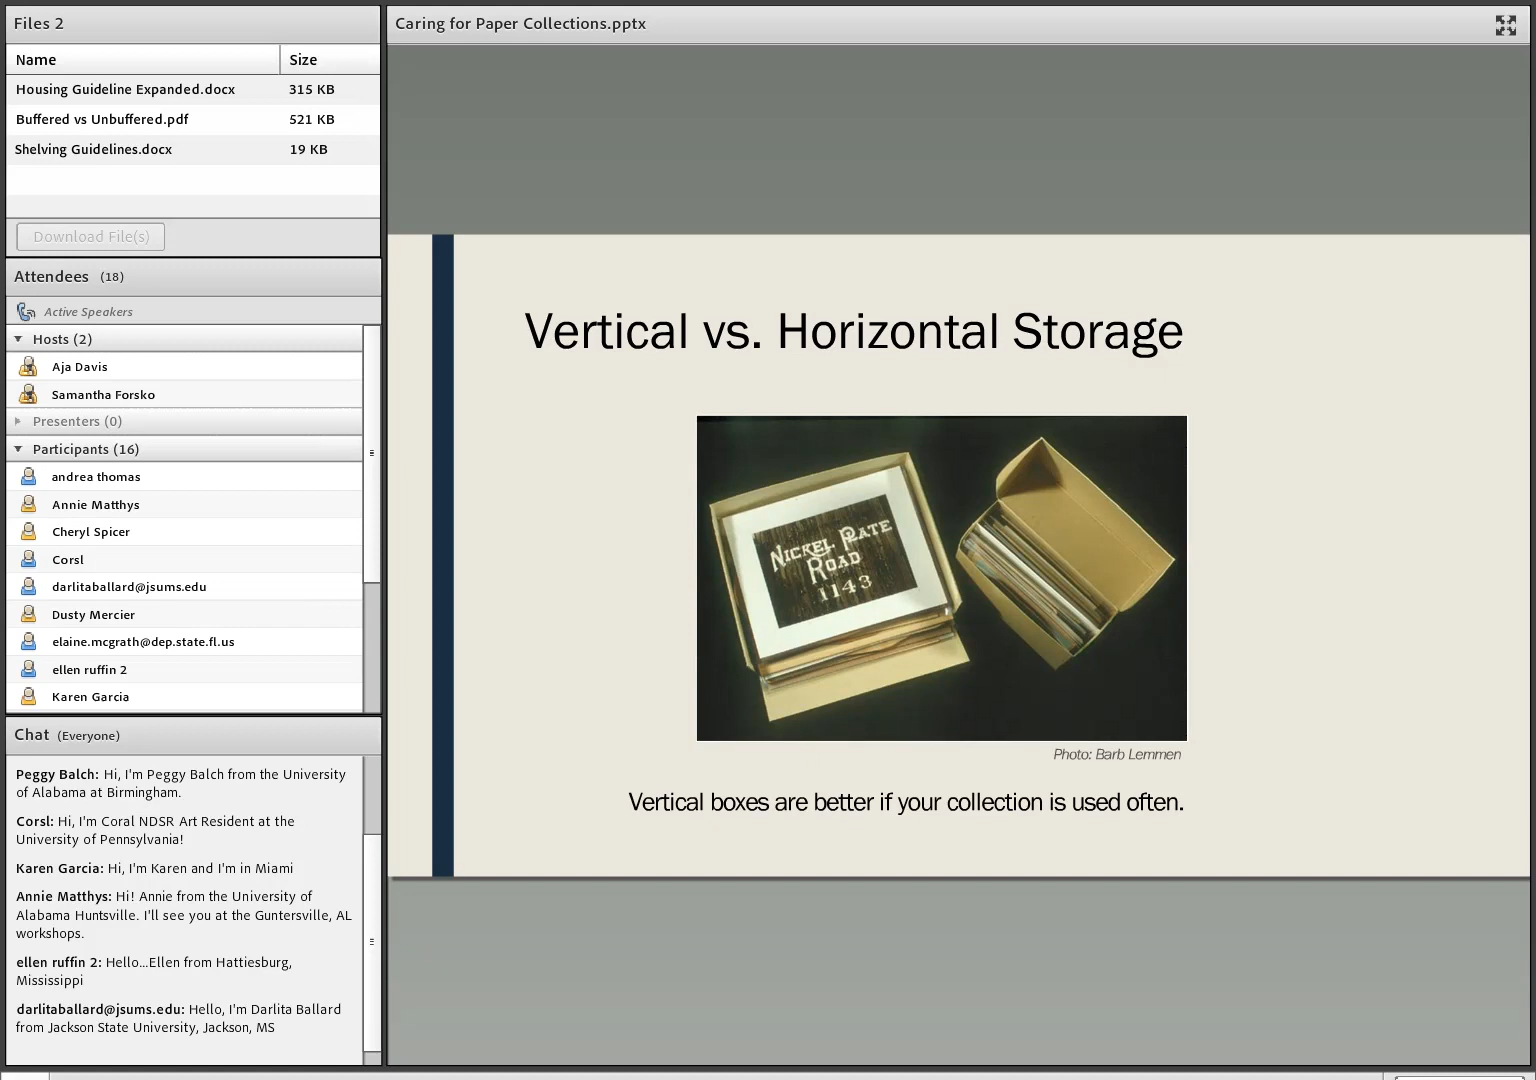 Files 2
Name Size
Housing Guideline Expanded.docx 315 KB
Buffered vs Unbuffered.pdf 521 KB
Shelving Guidelines.docx 19 KB
Download File(s)
Attendees (18)
Active Speakers
Hosts (2)
Aja Davis
Samantha Forsko
Presenters (0)
Participants (16)
andrea thomas
Annie Matthys
Cheryl Spicer
Corsl
darlitaballard@jsums.edu
Dusty Mercier
elaine.mcgrath@dep.state.fl.us
ellen ruffin 2
Karen Garcia
Chat (Everyone)
Peggy Balch: Hi, I'm Peggy Balch from the University
of Alabama at Birmingham.
Corsl: Hi, I'm Coral NDSR Art Resident at the
University of Pennsylvania!
Karen Garcia: Hi, I'm Karen and I'm in Miami
Annie Matthys: Hi! Annie from the University of
Alabama Huntsville. I'll see you at the Guntersville, AL
workshops.
ellen ruffin 2: Hello...Ellen from Hattiesburg,
Mississippi
darlitaballard@jsums.edu: Hello, I'm Darlita Ballard
from Jackson State University, Jackson, MS
Caring for Paper Collections.pptx
Vertical vs. Horizontal Storage
NICKEL PLATE
ROAD
1143
Photo: Barb Lemmen
Vertical boxes are better if your collection is used often.